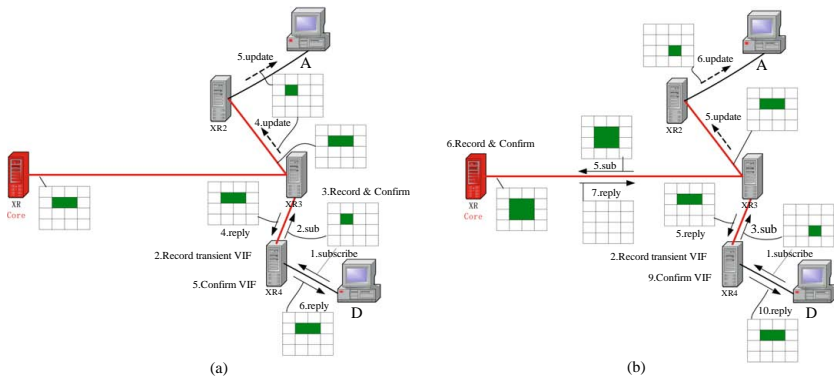 5.update
A
XR2
4.update
XR
Core
XR3
3.Record & Confirm
4.reply
2.sub
2.Record transient VIF
1.subscribe
5.Confirm VIF
XR4
6.reply
D
(a)
6.update
A
XR2
5.update
6.Record & Confirm
5.sub
XR
Core
7.reply
XR3
5.reply
3.sub
2.Record transient VIF
1.subscribe
9.Confirm VIF
XR4
10.reply
D
(b)